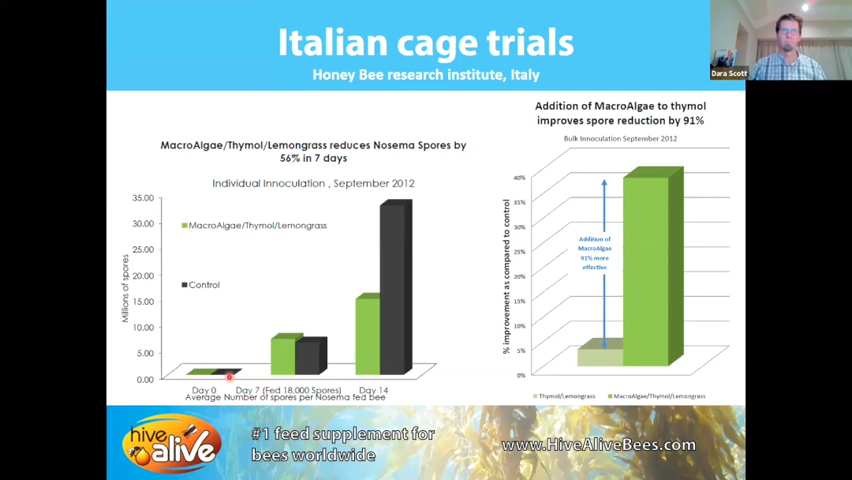 Italian cage trials
Honey Bee research institute, Italy
Dara Scott
MacroAlgae/Thymol/Lemongrass reduces Nosema Spores by
56% in 7 days
Individual Innoculation , September 2012
35.00
30.00
25.00
20.00
15.00
10.00
5.00
0.00
Millions of spores
MacroAlgae/Thymol/Lemongrass
Control
Day 0
Day 7 (Fed 18,000 Spores)
Day 14
Average Number of spores per Nosema fed bee
Addition of MacroAlgae to thymol
improves spore reduction by 91%
Bulk Innoculation September 2012
40%
35%
30%
25%
20%
15%
10%
5%
0%
% improvement as compared to control
Addition of
MacroAlgae
91% more
effective
Thymol/Lemongrass
MacroAlgae/Thymol/Lemongrass
hive
alive
#1 feed supplement for
bees worldwide
www.HiveAliveBees.com